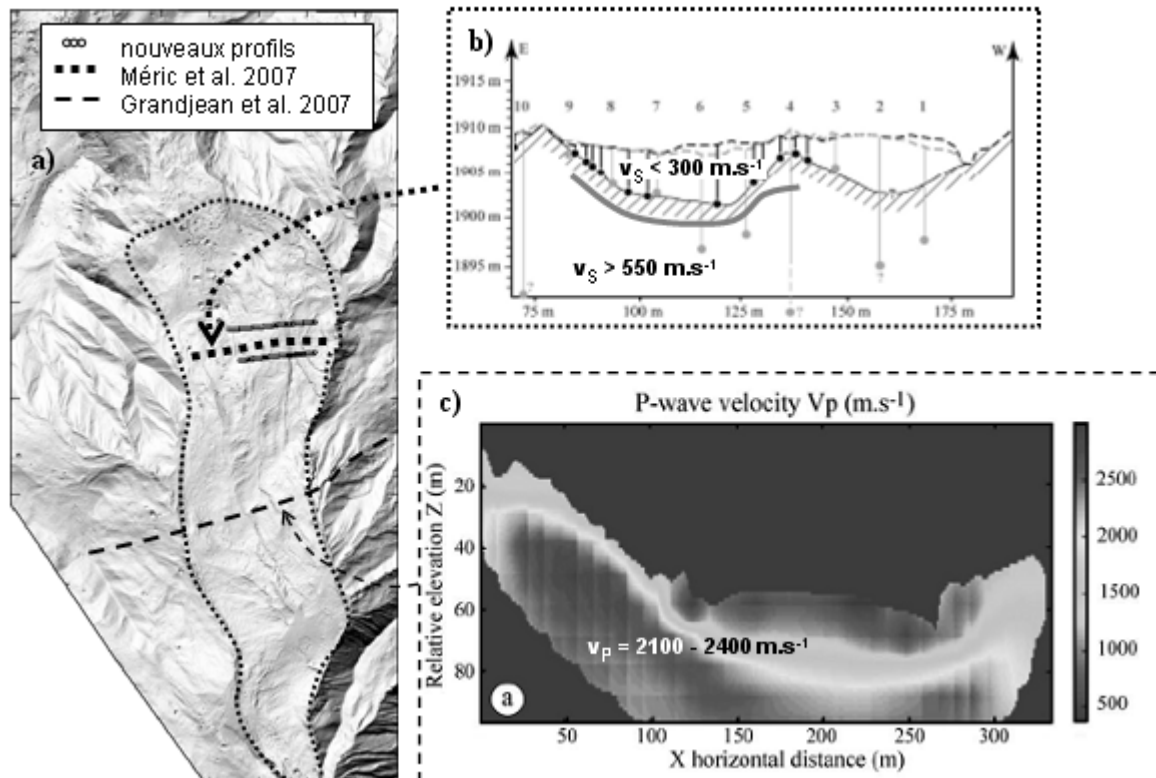 nouveaux profils
Méric et al. 2007
Grandjean et al. 2007
a)
b)
E
W
1915 m
1910 m
1905 m
1900 m
1895 m
10 9 8 7 6 5 4 3 2 1
v_S < 300 m.s⁻¹
v_S > 550 m.s⁻¹
?
?
?
75 m 100 m 125 m 150 m 175 m
c)
P-wave velocity Vp (m.s⁻¹)
Relative elevation Z (m)
20
40
60
80
v_P = 2100 - 2400 m.s⁻¹
a
50 100 150 200 250 300
X horizontal distance (m)
2500
2000
1500
1000
500